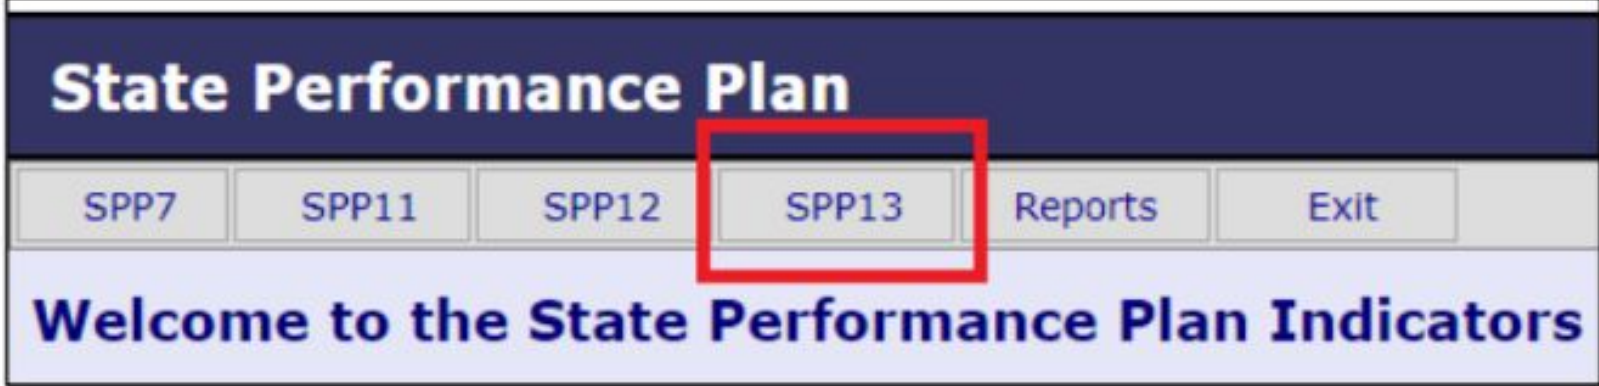 State Performance Plan
SPP7 SPP11 SPP12 SPP13 Reports Exit
Welcome to the State Performance Plan Indicators